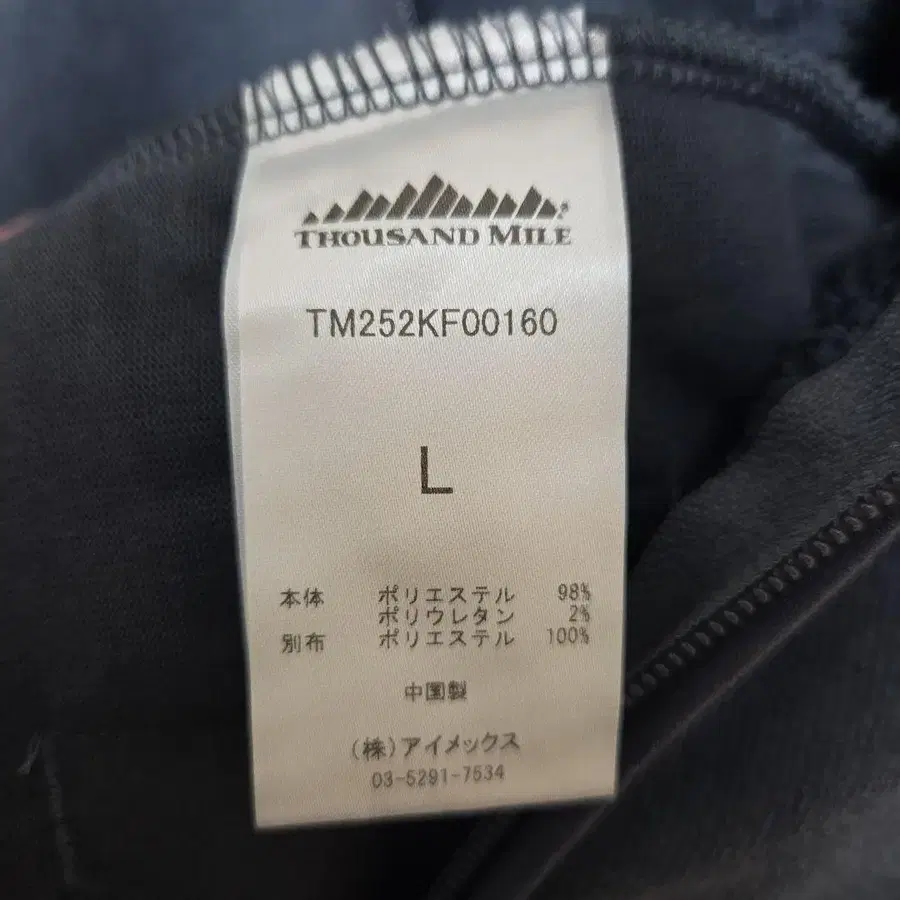 THOUSAND MILE
TM252KF00160
L
本体 ポリエステル 98%
ポリウレタン 2%
別布 ポリエステル 100%
中国製
(株)アイメックス
03-5291-7534